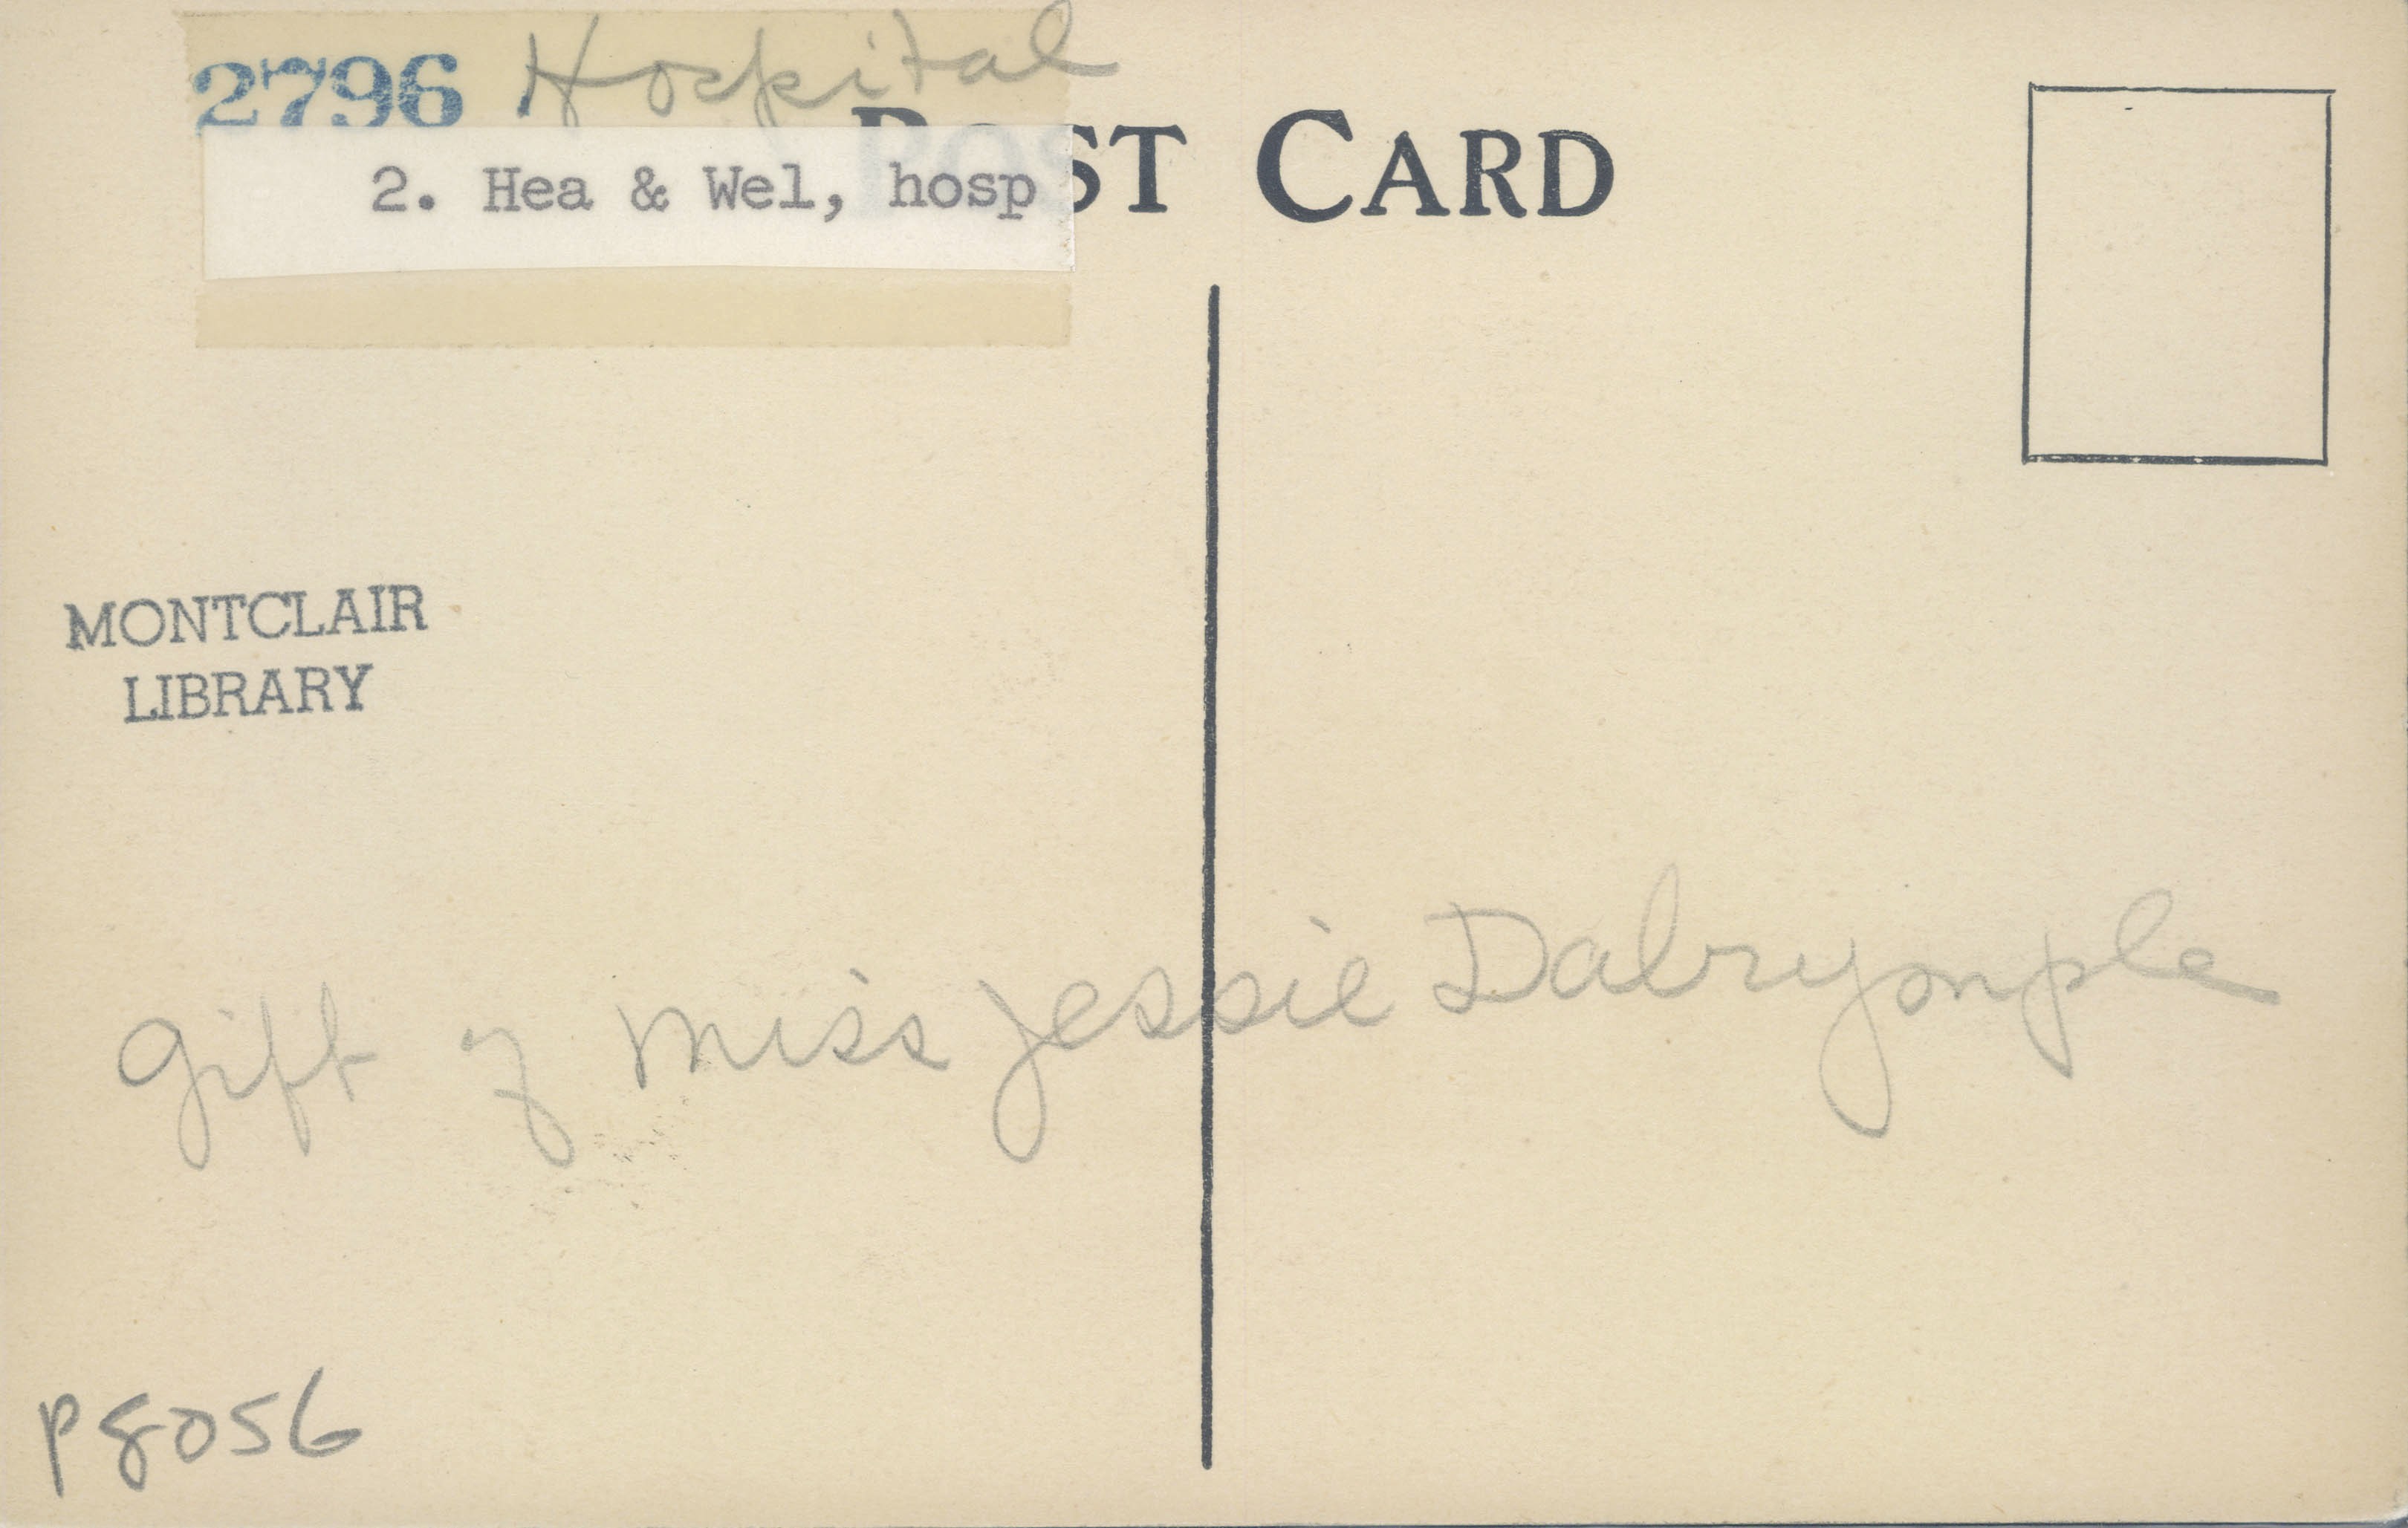 2796 Hospital
POST CARD
2. Hea & Wel, hosp
MONTCLAIR
LIBRARY
Gift of Miss Jessie Dalrymple
P8056